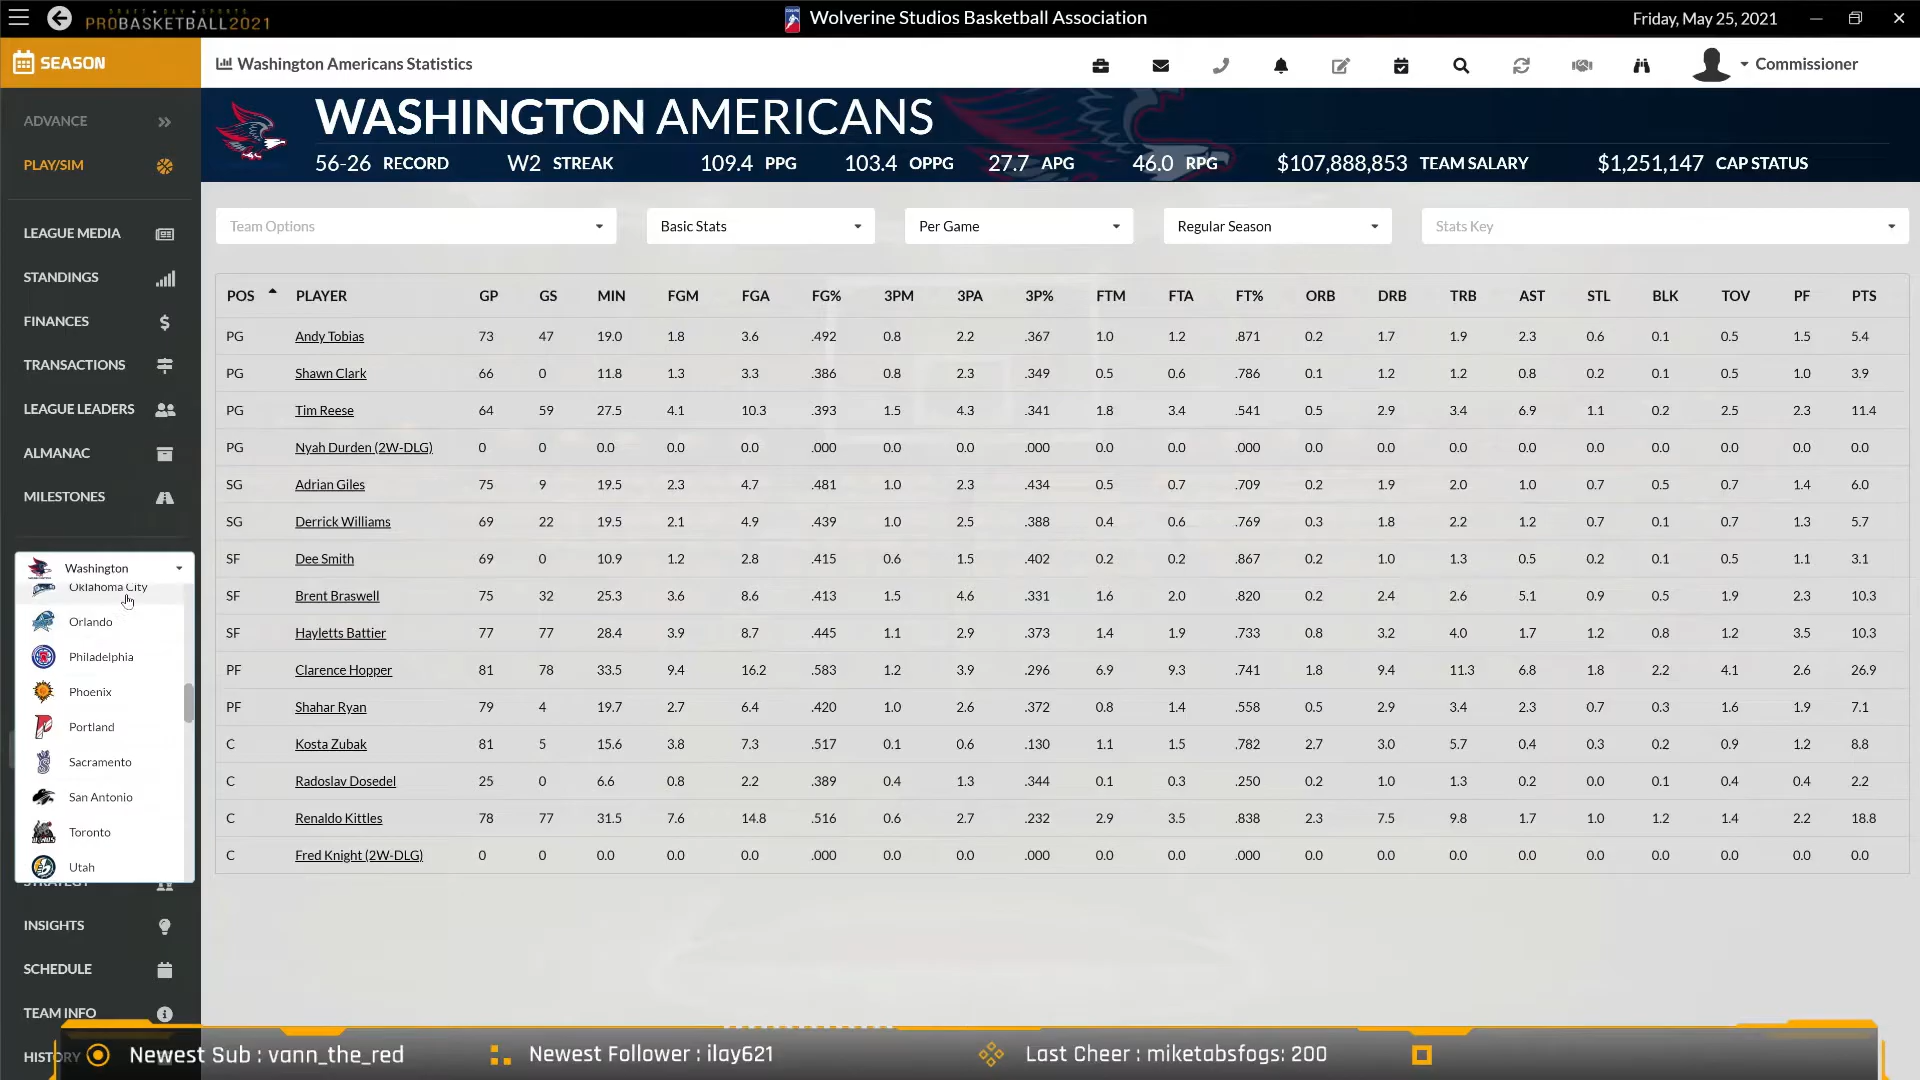 DRAFT DAY SPORTS
PROBASKETBALL2021
Wolverine Studios Basketball Association
Friday, May 25, 2021
SEASON
Washington Americans Statistics
Commissioner
ADVANCE
PLAY/SIM
LEAGUE MEDIA
STANDINGS
FINANCES
TRANSACTIONS
LEAGUE LEADERS
ALMANAC
MILESTONES
Washington
Oklahoma City
Orlando
Philadelphia
Phoenix
Portland
Sacramento
San Antonio
Toronto
Utah
STRATEGY
INSIGHTS
SCHEDULE
TEAM INFO
HISTORY
WASHINGTON AMERICANS
56-26 RECORD W2 STREAK 109.4 PPG 103.4 OPPG 27.7 APG 46.0 RPG $107,888,853 TEAM SALARY $1,251,147 CAP STATUS
Team Options Basic Stats Per Game Regular Season Stats Key
POS PLAYER GP GS MIN FGM FGA FG% 3PM 3PA 3P% FTM FTA FT% ORB DRB TRB AST STL BLK TOV PF PTS
PG Andy Tobias 73 47 19.0 1.8 3.6 .492 0.8 2.2 .367 1.0 1.2 .871 0.2 1.7 1.9 2.3 0.6 0.1 0.5 1.5 5.4
PG Shawn Clark 66 0 11.8 1.3 3.3 .386 0.8 2.3 .349 0.5 0.6 .786 0.1 1.2 1.2 0.8 0.2 0.1 0.5 1.0 3.9
PG Tim Reese 64 59 27.5 4.1 10.3 .393 1.5 4.3 .341 1.8 3.4 .541 0.5 2.9 3.4 6.9 1.1 0.2 2.5 2.3 11.4
PG Nyah Durden (2W-DLG) 0 0 0.0 0.0 0.0 .000 0.0 0.0 .000 0.0 0.0 .000 0.0 0.0 0.0 0.0 0.0 0.0 0.0 0.0 0.0
SG Adrian Giles 75 9 19.5 2.3 4.7 .481 1.0 2.3 .434 0.5 0.7 .709 0.2 1.9 2.0 1.0 0.7 0.5 0.7 1.4 6.0
SG Derrick Williams 69 22 19.5 2.1 4.9 .439 1.0 2.5 .388 0.4 0.6 .769 0.3 1.8 2.2 1.2 0.7 0.1 0.7 1.3 5.7
SF Dee Smith 69 0 10.9 1.2 2.8 .415 0.6 1.5 .402 0.2 0.2 .867 0.2 1.0 1.3 0.5 0.2 0.1 0.5 1.1 3.1
SF Brent Braswell 75 32 25.3 3.6 8.6 .413 1.5 4.6 .331 1.6 2.0 .820 0.2 2.4 2.6 5.1 0.9 0.5 1.9 2.3 10.3
SF Hayletts Battier 77 77 28.4 3.9 8.7 .445 1.1 2.9 .373 1.4 1.9 .733 0.8 3.2 4.0 1.7 1.2 0.8 1.2 3.5 10.3
PF Clarence Hopper 81 78 33.5 9.4 16.2 .583 1.2 3.9 .296 6.9 9.3 .741 1.8 9.4 11.3 6.8 1.8 2.2 4.1 2.6 26.9
PF Shahar Ryan 79 4 19.7 2.7 6.4 .420 1.0 2.6 .372 0.8 1.4 .558 0.5 2.9 3.4 2.3 0.7 0.3 1.6 1.9 7.1
C Kosta Zubak 81 5 15.6 3.8 7.3 .517 0.1 0.6 .130 1.1 1.5 .782 2.7 3.0 5.7 0.4 0.3 0.2 0.9 1.2 8.8
C Radoslav Dosedel 25 0 6.6 0.8 2.2 .389 0.4 1.3 .344 0.1 0.3 .250 0.2 1.0 1.3 0.2 0.0 0.1 0.4 0.4 2.2
C Renaldo Kittles 78 77 31.5 7.6 14.8 .516 0.6 2.7 .232 2.9 3.5 .838 2.3 7.5 9.8 1.7 1.0 1.2 1.4 2.2 18.8
C Fred Knight (2W-DLG) 0 0 0.0 0.0 0.0 .000 0.0 0.0 .000 0.0 0.0 .000 0.0 0.0 0.0 0.0 0.0 0.0 0.0 0.0 0.0
Newest Sub : vann_the_red Newest Follower : ilay621 Last Cheer : miketabsfogs: 200